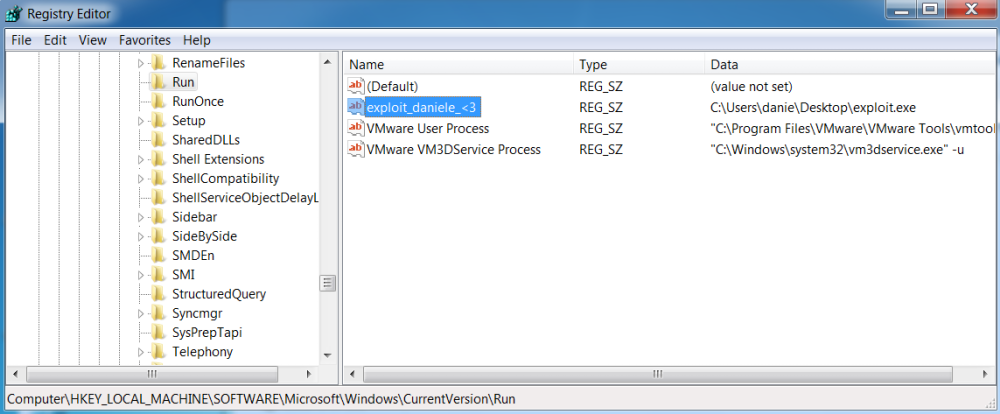 Registry Editor
File Edit View Favorites Help
RenameFiles
Run
RunOnce
Setup
SharedDLLs
Shell Extensions
ShellCompatibility
ShellServiceObjectDelayL
Sidebar
SideBySide
SMDEn
SMI
StructuredQuery
Syncmgr
SysPrepTapi
Telephony
Name Type Data
ab (Default) REG_SZ (value not set)
ab exploit_daniele_<3 REG_SZ C:\Users\danie\Desktop\exploit.exe
ab VMware User Process REG_SZ "C:\Program Files\VMware\VMware Tools\vmtool
ab VMware VM3DService Process REG_SZ "C:\Windows\system32\vm3dservice.exe" -u
Computer\HKEY_LOCAL_MACHINE\SOFTWARE\Microsoft\Windows\CurrentVersion\Run